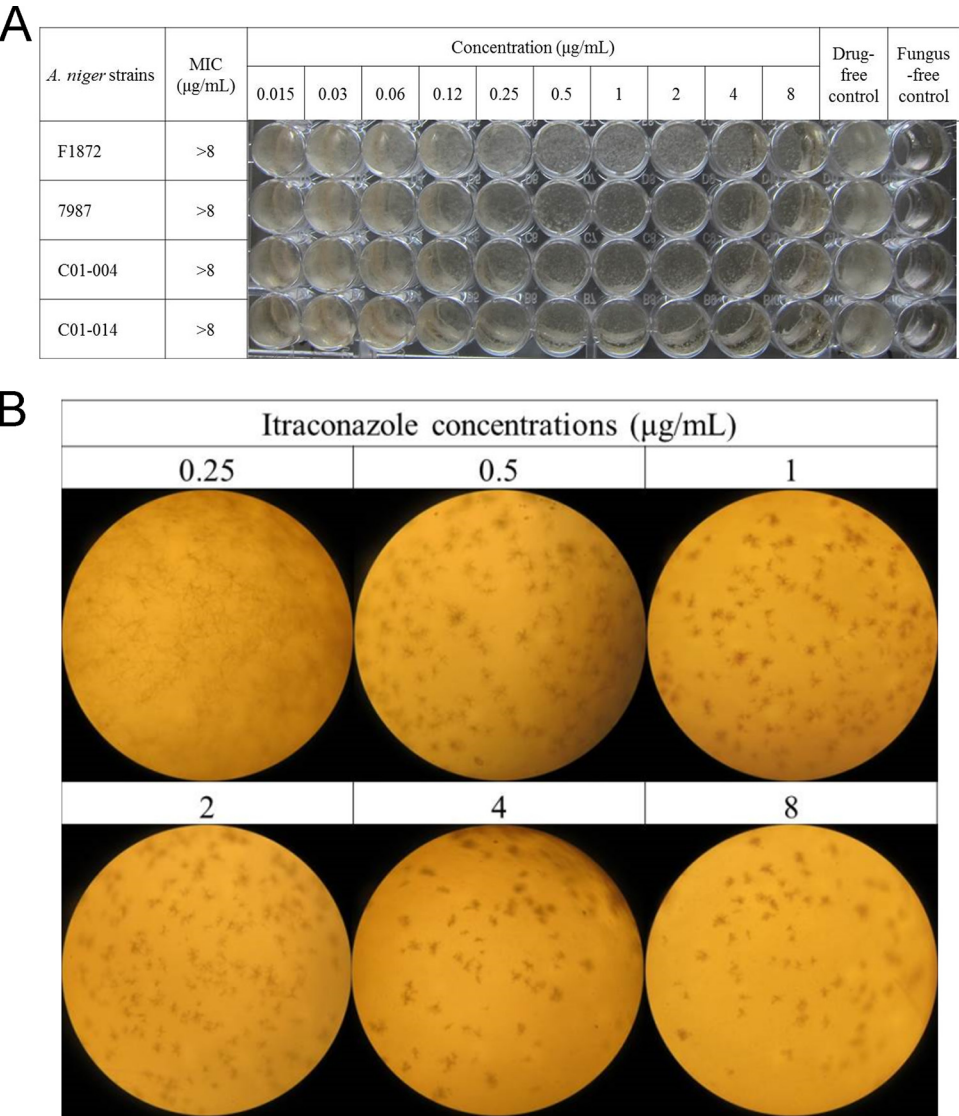 A
A. niger strains
MIC
(µg/mL)
Concentration (µg/mL)
Drug-
free
control
Fungus
-free
control
0.015 0.03 0.06 0.12 0.25 0.5 1 2 4 8
F1872 >8
7987 >8
C01-004 >8
C01-014 >8
B
Itraconazole concentrations (µg/mL)
0.25 0.5 1
2 4 8